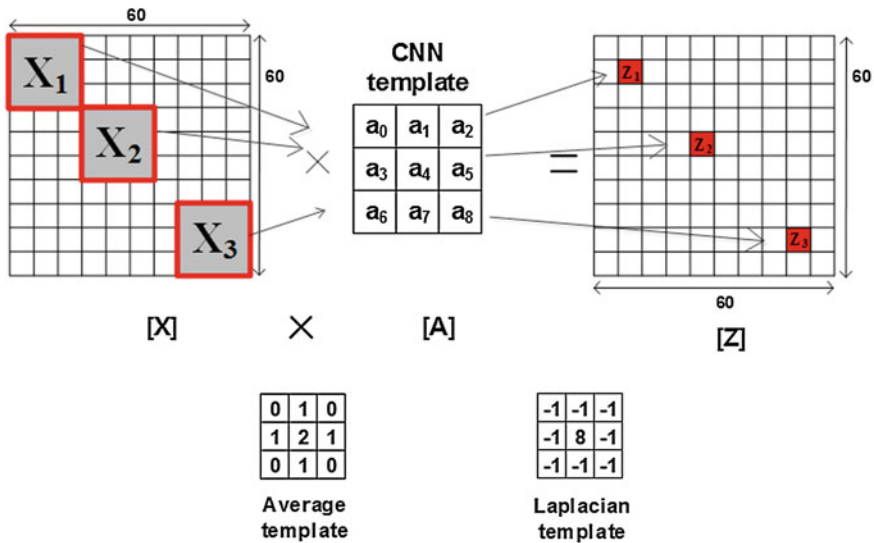 60
60
X1
X2
X3
CNN
template
a0 a1 a2
a3 a4 a5
a6 a7 a8
×
=
Z1
Z2
Z3
60
60
[X] × [A] [Z]
0 1 0
1 2 1
0 1 0
Average
template
-1 -1 -1
-1 8 -1
-1 -1 -1
Laplacian
template